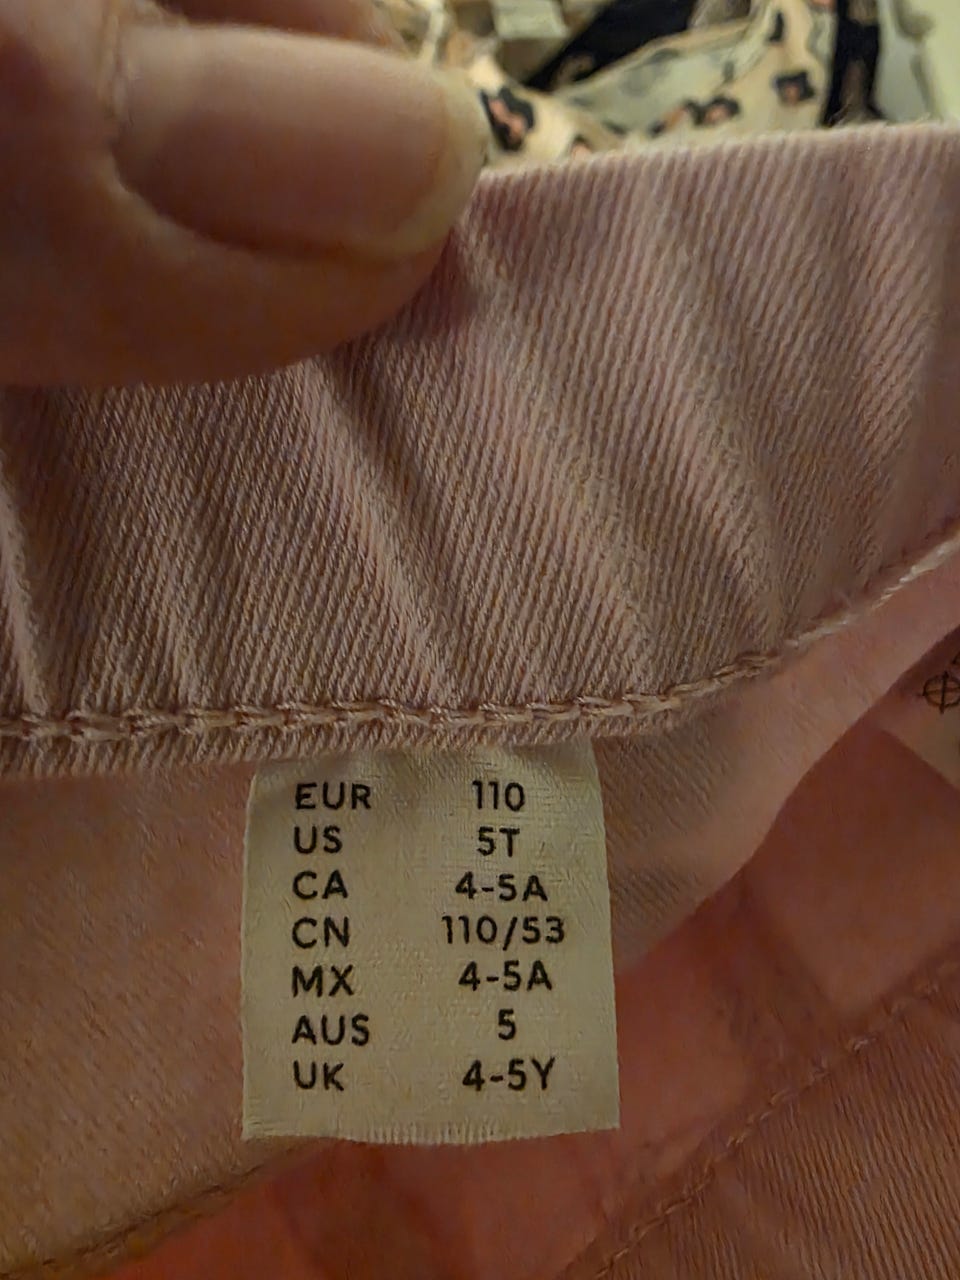 EUR 110
US 5T
CA 4-5A
CN 110/53
MX 4-5A
AUS 5
UK 4-5Y